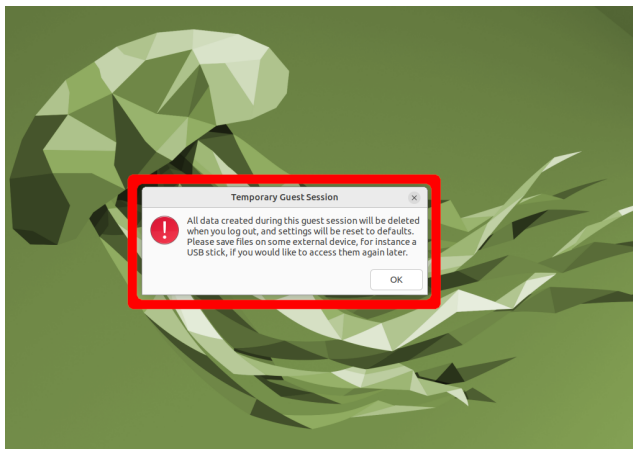 Temporary Guest Session
All data created during this guest session will be deleted
when you log out, and settings will be reset to defaults.
Please save files on some external device, for instance a
USB stick, if you would like to access them again later.
OK